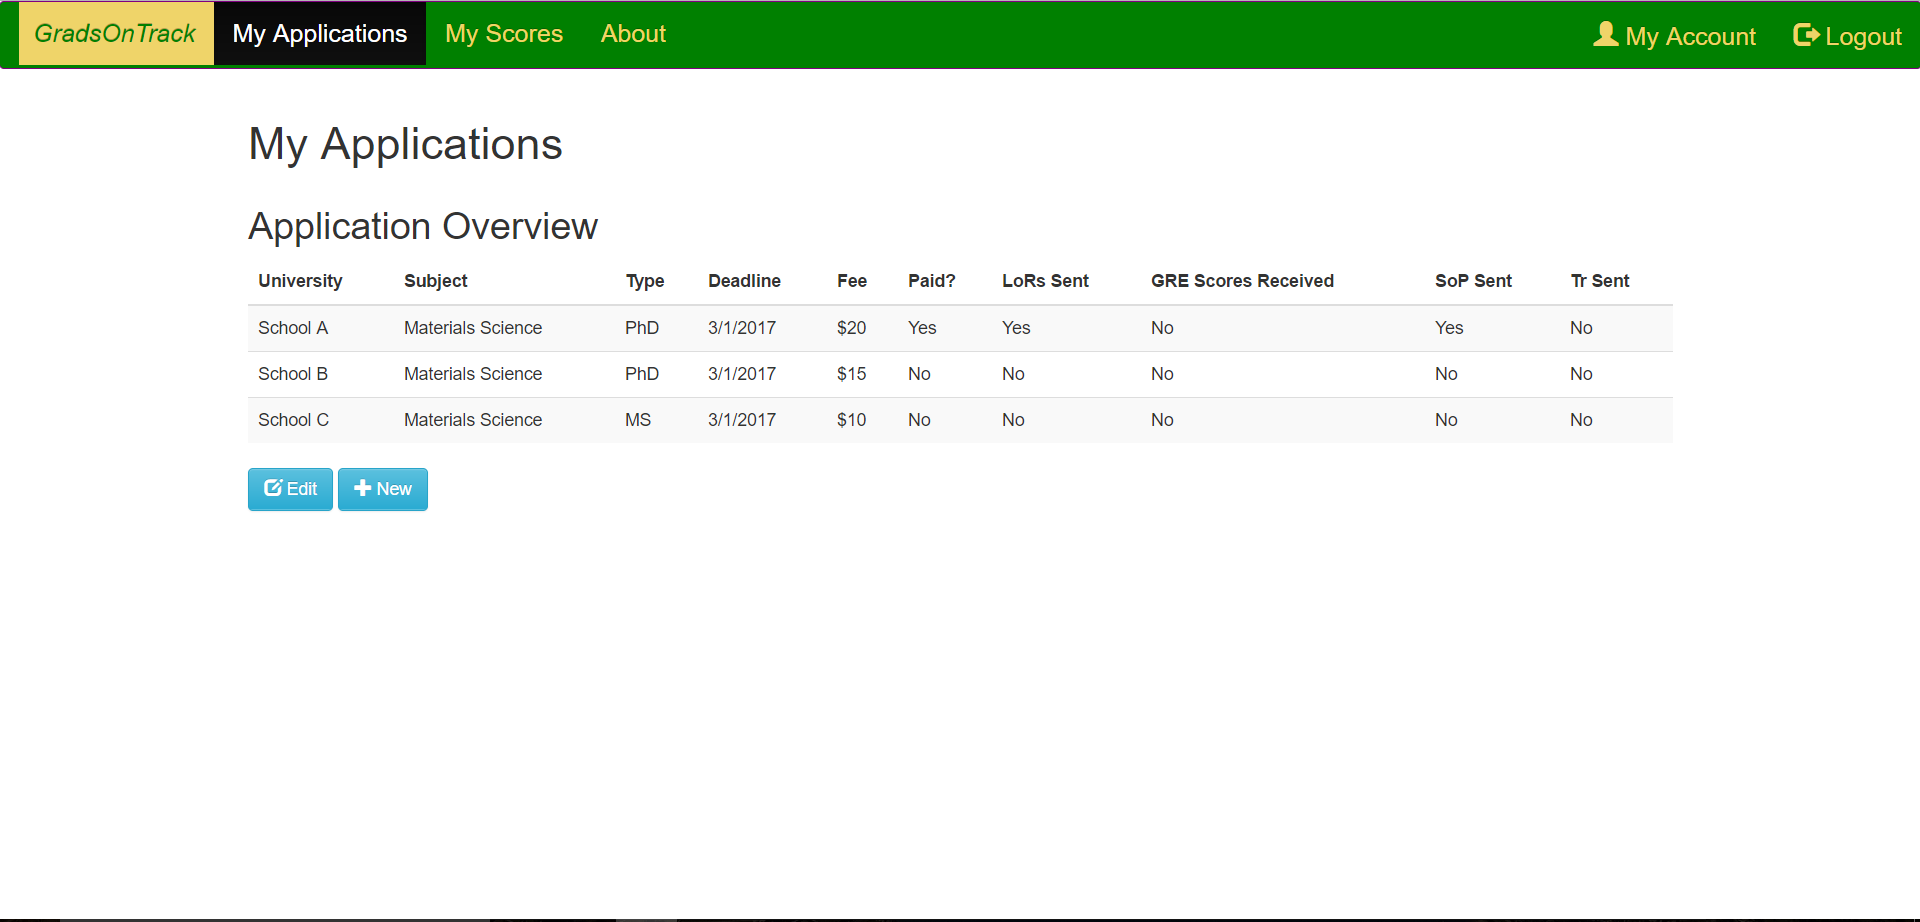 GradsOnTrack My Applications My Scores About My Account Logout
My Applications
Application Overview
University Subject Type Deadline Fee Paid? LoRs Sent GRE Scores Received SoP Sent Tr Sent
School A Materials Science PhD 3/1/2017 $20 Yes Yes No Yes No
School B Materials Science PhD 3/1/2017 $15 No No No No No
School C Materials Science MS 3/1/2017 $10 No No No No No
Edit New